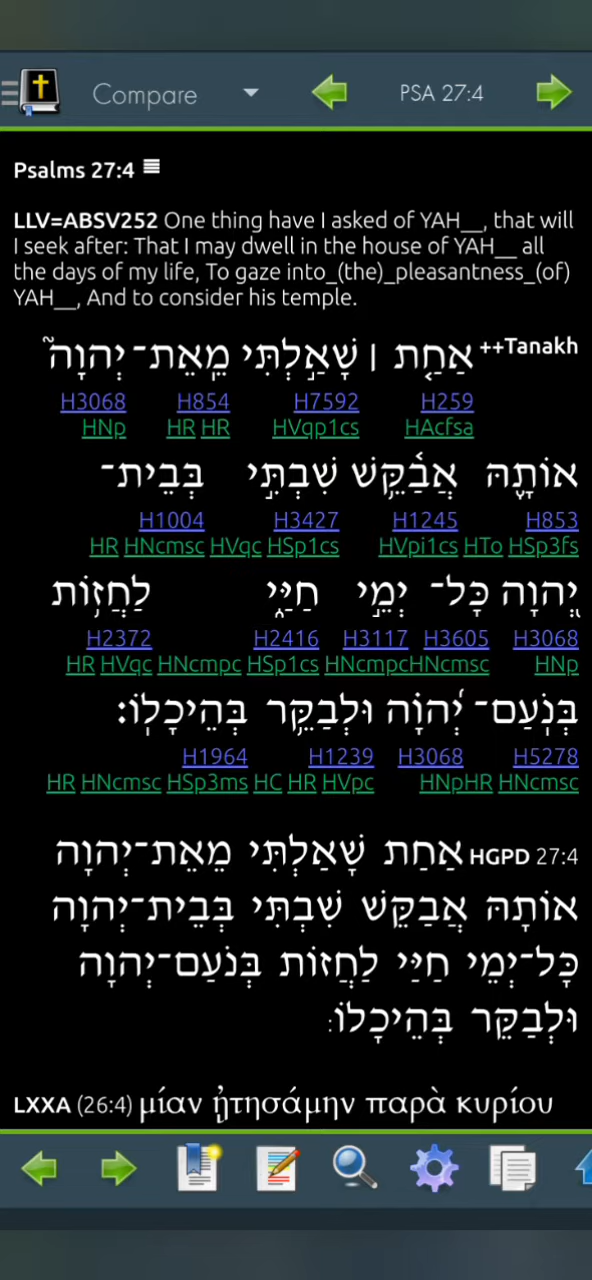 Compare
PSA 27:4
Psalms 27:4
LLV=ABSV252 One thing have I asked of YAH__, that will
I seek after: That I may dwell in the house of YAH__ all
the days of my life, To gaze into_(the)_pleasantness_(of)
YAH__, And to consider his temple.
++Tanakh אַחַ֤ת ׀ שָׁאַ֣לְתִּי מֵֽאֵת־ יְהוָה֮
H3068 H854 H7592 H259
HNp HR HR HVqp1cs HAcfsa
אוֹתָ֪הּ אֲבַ֫קֵּ֥שׁ שִׁבְתִּ֣י בְּבֵית־
H1004 H3427 H1245 H853
HR HNcmsc HVqc HSp1cs HVpi1cs HTo HSp3fs
יְ֭הוָה כָּל־ יְמֵ֣י חַיַּ֑י לַחֲז֥וֹת
H2372 H2416 H3117 H3605 H3068
HR HVqc HNcmpc HSp1cs HNcmpcHNcmsc HNp
בְּנֹֽעַם־ יְ֝הוָ֗ה וּלְבַקֵּ֥ר בְּהֵיכָלֽוֹ׃
H1964 H1239 H3068 H5278
HR HNcmsc HSp3ms HC HR HVpc HNpHR HNcmsc
HGPD 27:4 אַחַת שָׁאַלְתִּי מֵאֵת־יְהוָה
אוֹתָהּ אֲבַקֵּשׁ שִׁבְתִּי בְּבֵית־יְהוָה
כָּל־יְמֵי חַיַּי לַחֲזוֹת בְּנֹעַם־יְהוָה
וּלְבַקֵּר בְּהֵיכָלוֹ׃
LXXA (26:4) μίαν ᾐτησάμην παρὰ κυρίου